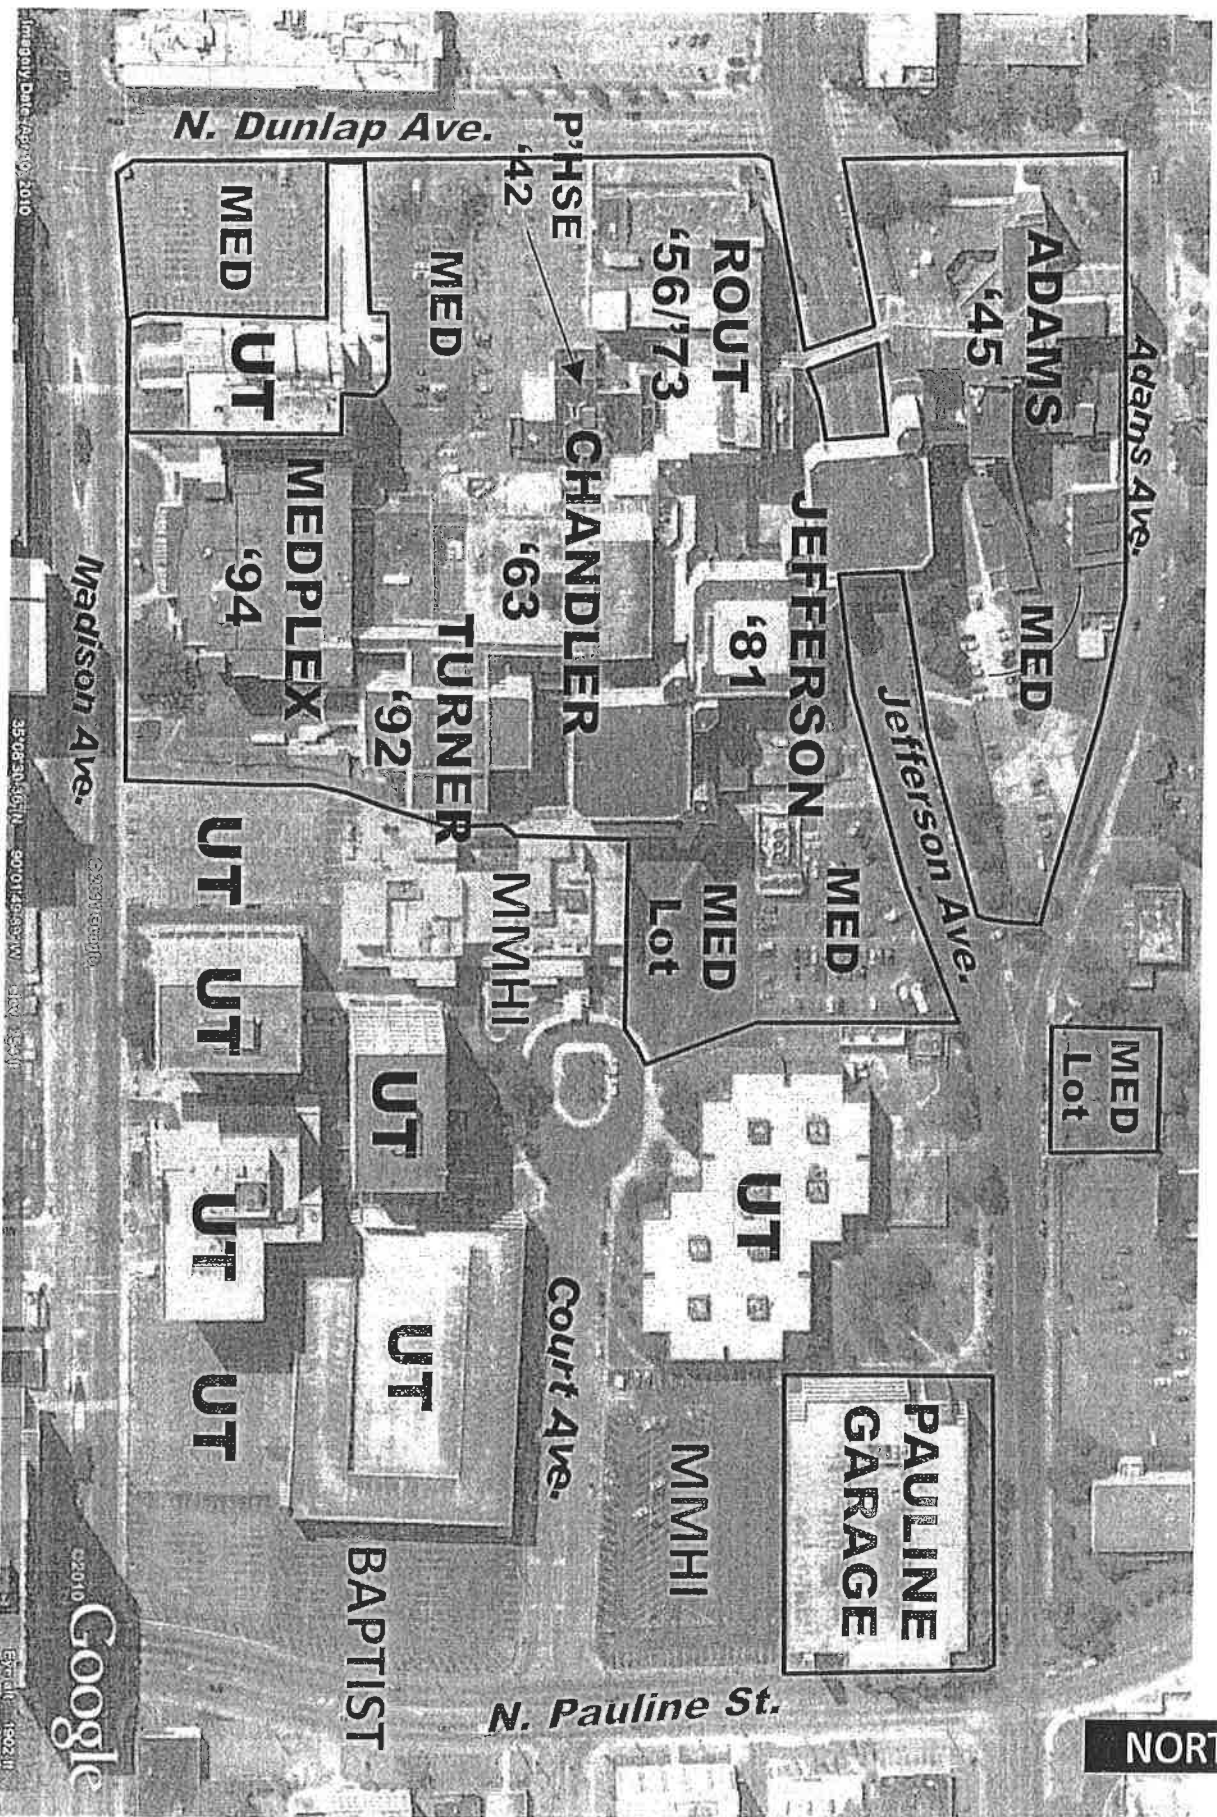 N. Dunlap Ave.
Adams Ave.
ADAMS
'45
MED
P'HSE
'42
ROUT
'56/'73
MED
MED
UT
JEFFERSON
'81
Jefferson Ave.
CHANDLER
'63
TURNER
'92
MEDPLEX
'94
Madison Ave.
MED
MED
Lot
MED
Lot
MMHI
UT
UT
UT
UT
UT
UT
UT
Court Ave.
PAULINE
GARAGE
MMHI
BAPTIST
N. Pauline St.
NORT
©2010
Google